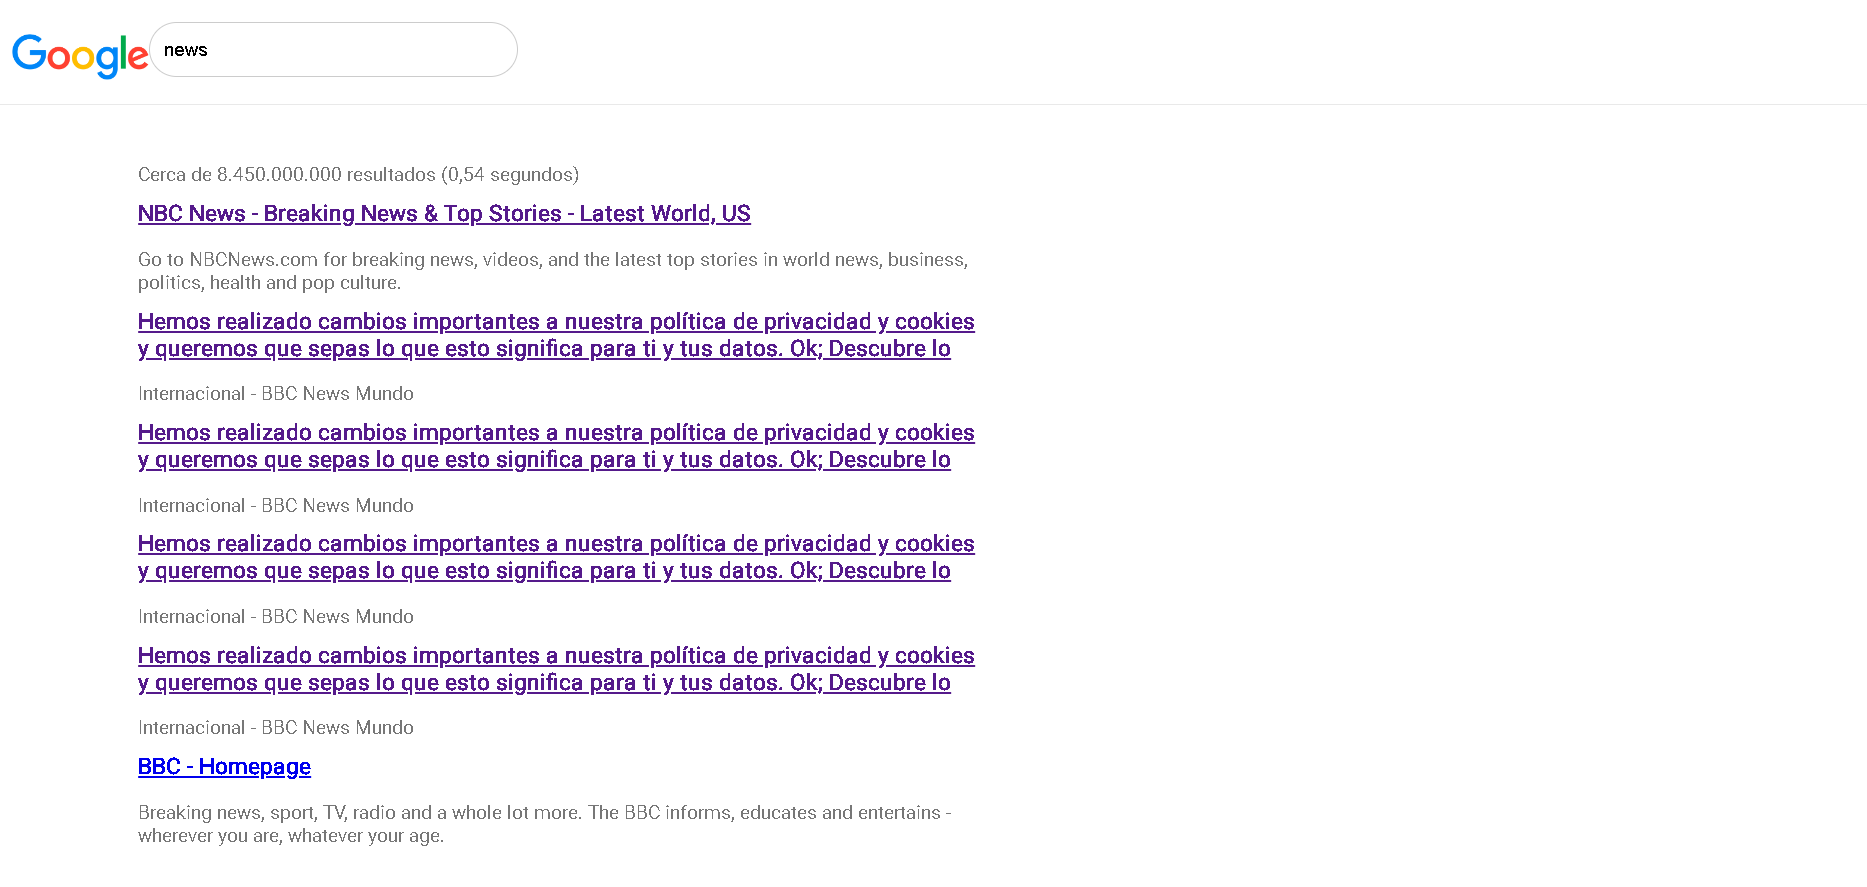 Google news
Cerca de 8.450.000.000 resultados (0,54 segundos)
NBC News - Breaking News & Top Stories - Latest World, US
Go to NBCNews.com for breaking news, videos, and the latest top stories in world news, business,
politics, health and pop culture.
Hemos realizado cambios importantes a nuestra política de privacidad y cookies
y queremos que sepas lo que esto significa para ti y tus datos. Ok; Descubre lo
Internacional - BBC News Mundo
Hemos realizado cambios importantes a nuestra política de privacidad y cookies
y queremos que sepas lo que esto significa para ti y tus datos. Ok; Descubre lo
Internacional - BBC News Mundo
Hemos realizado cambios importantes a nuestra política de privacidad y cookies
y queremos que sepas lo que esto significa para ti y tus datos. Ok; Descubre lo
Internacional - BBC News Mundo
Hemos realizado cambios importantes a nuestra política de privacidad y cookies
y queremos que sepas lo que esto significa para ti y tus datos. Ok; Descubre lo
Internacional - BBC News Mundo
BBC - Homepage
Breaking news, sport, TV, radio and a whole lot more. The BBC informs, educates and entertains -
wherever you are, whatever your age.